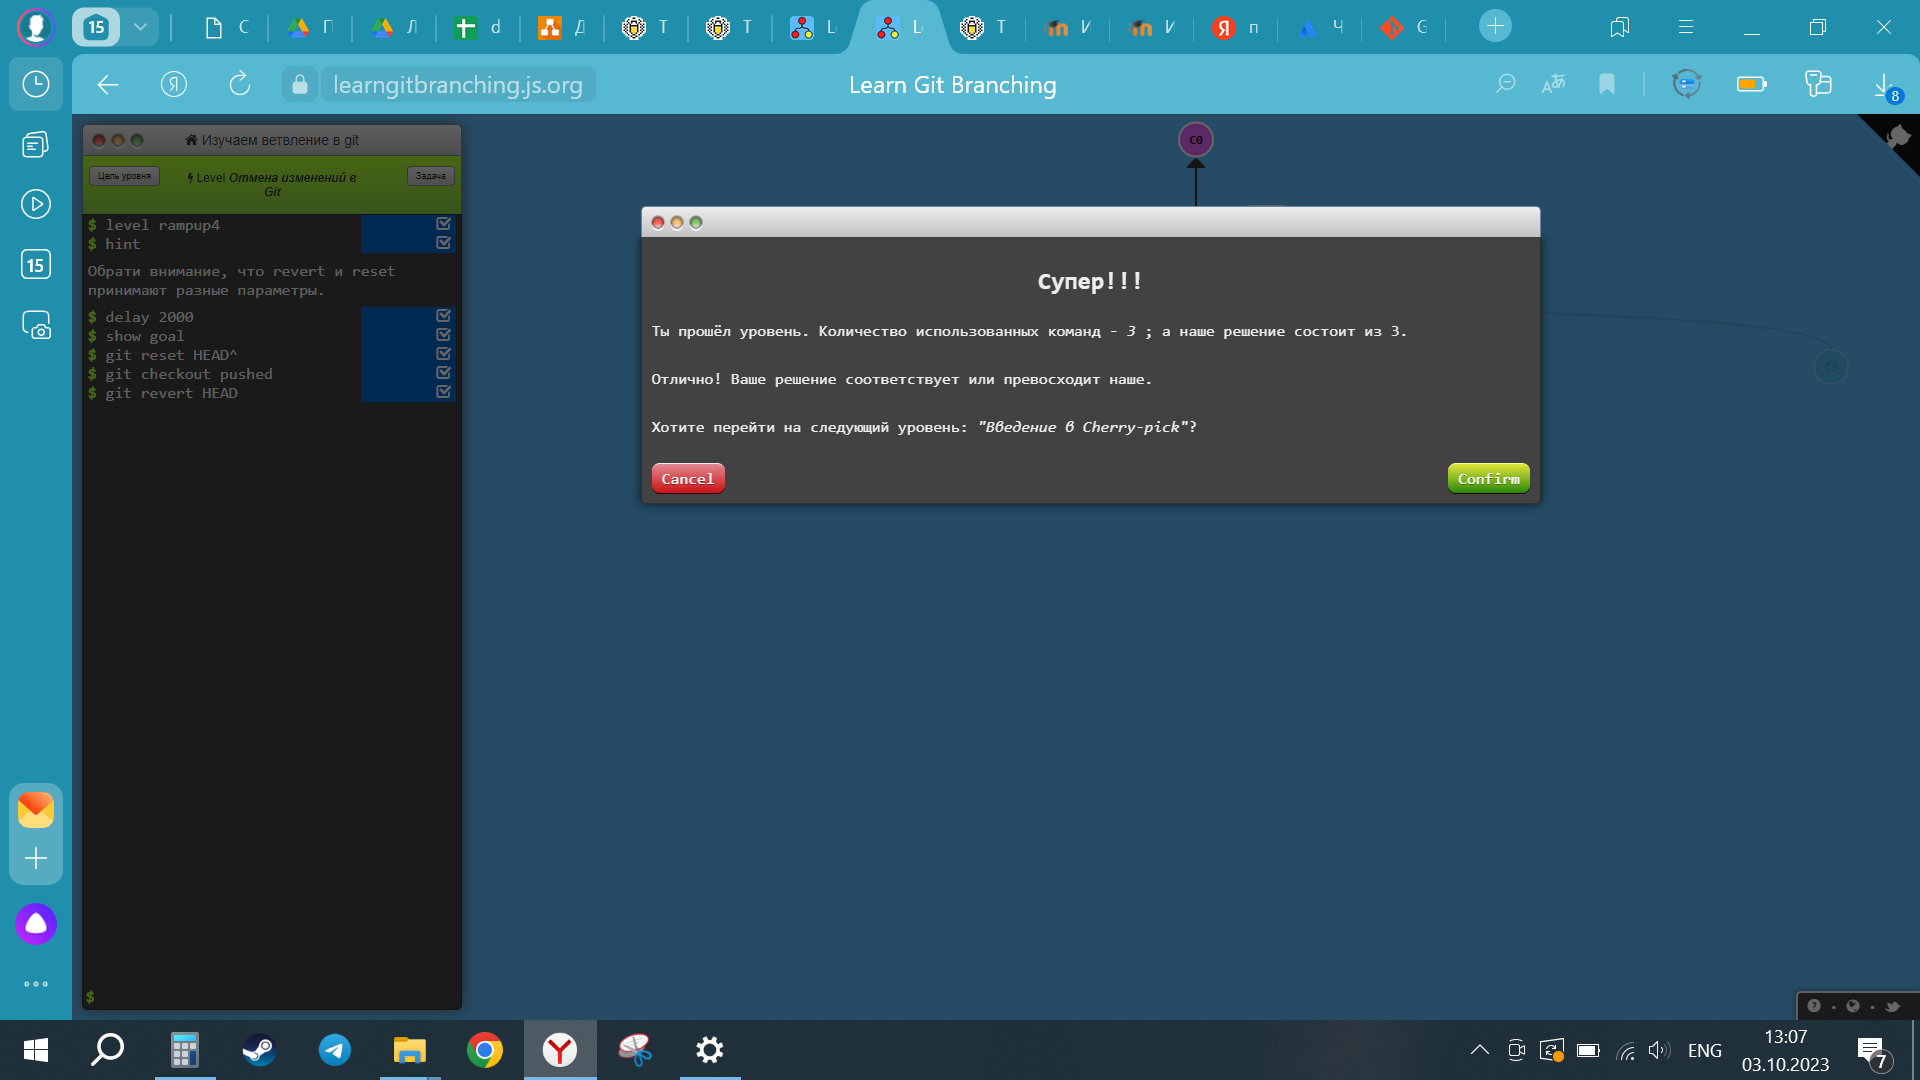 15
С
П
Л
d
Д
Т
Т
L
L
Т
И
И
Я
п
Ч
G
Я
learngitbranching.js.org
Learn Git Branching
8
Изучаем ветвление в git
C0
Цель уровня
Level Отмена изменений в
Git
Задача
$ level rampup4
$ hint
Обрати внимание, что revert и reset
принимают разные параметры.
$ delay 2000
$ show goal
$ git reset HEAD^
$ git checkout pushed
$ git revert HEAD
$
15
Супер!!!
Ты прошёл уровень. Количество использованных команд - 3 ; а наше решение состоит из 3.
Отлично! Ваше решение соответствует или превосходит наше.
Хотите перейти на следующий уровень: "Введение в Cherry-pick"?
Cancel
Confirm
C3
ENG
13:07
03.10.2023
7